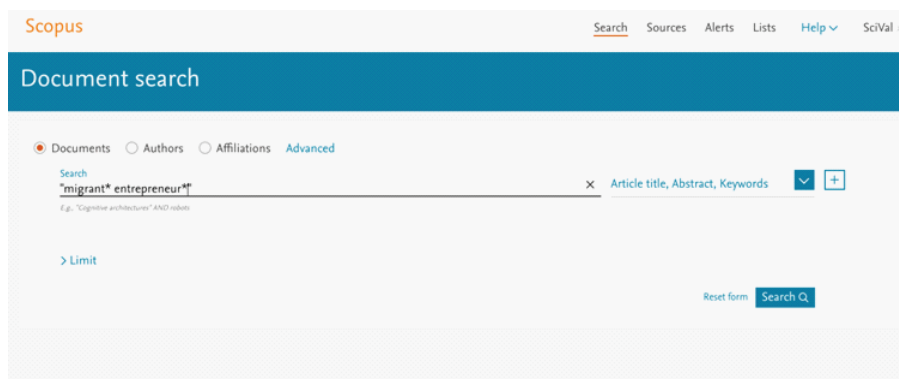 Scopus
Search Sources Alerts Lists Help SciVal
Document search
Documents Authors Affiliations Advanced
Search
"migrant* entrepreneur*"
Article title, Abstract, Keywords
E.g., "Cognitive architectures" AND robots
Limit
Reset form Search